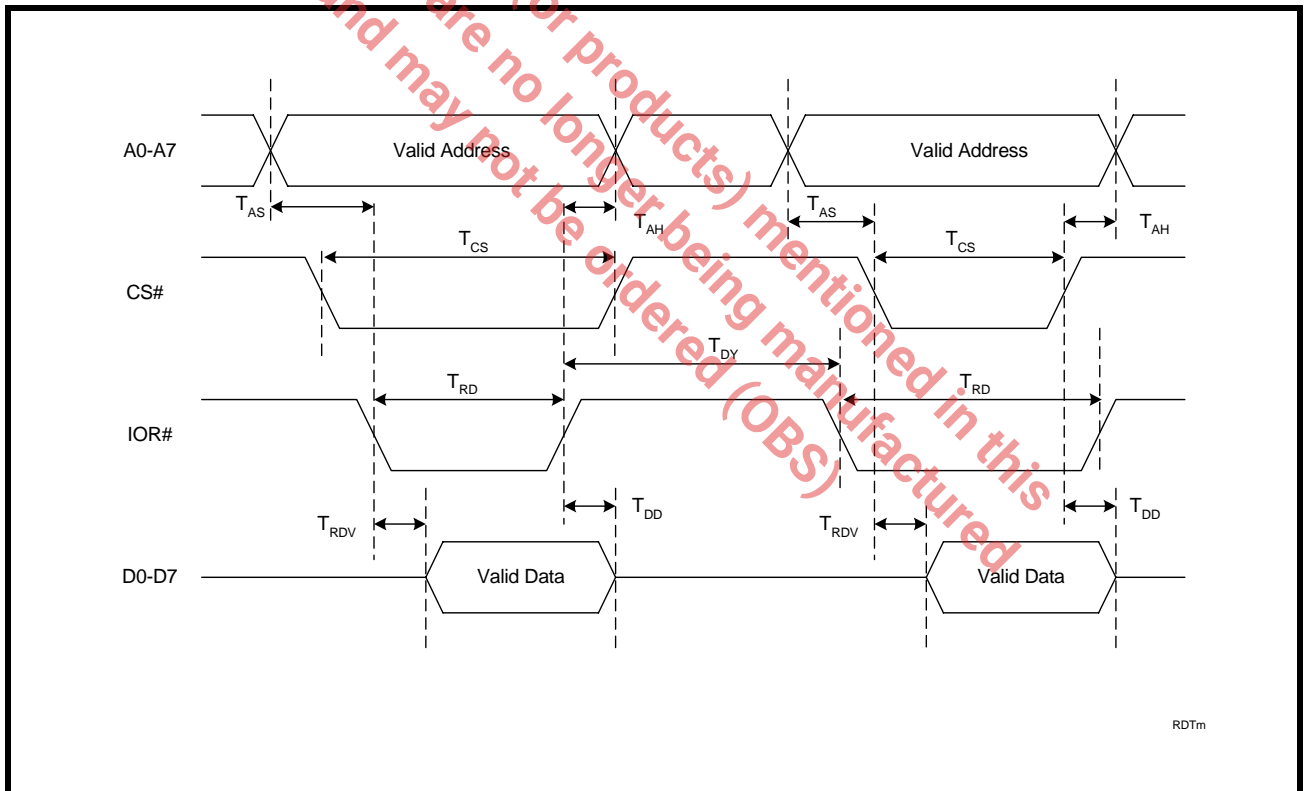 (or products) mentioned in this
are no longer being manufactured
and may not be ordered (OBS)
A0-A7
Valid Address
Valid Address
TAS
TAH
TAS
TAH
TCS
TCS
CS#
TDY
TRD
TRD
IOR#
TRDV
TDD
TRDV
TDD
D0-D7
Valid Data
Valid Data
RDTm